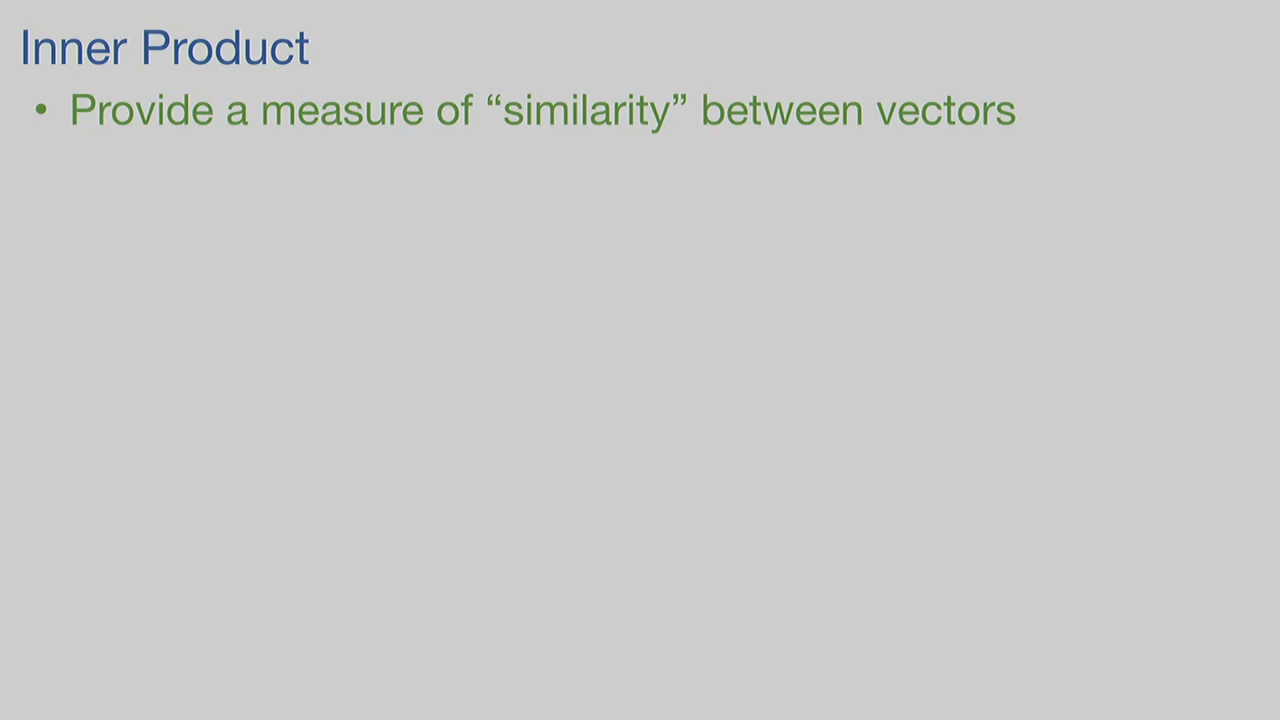 Inner Product
• Provide a measure of “similarity” between vectors